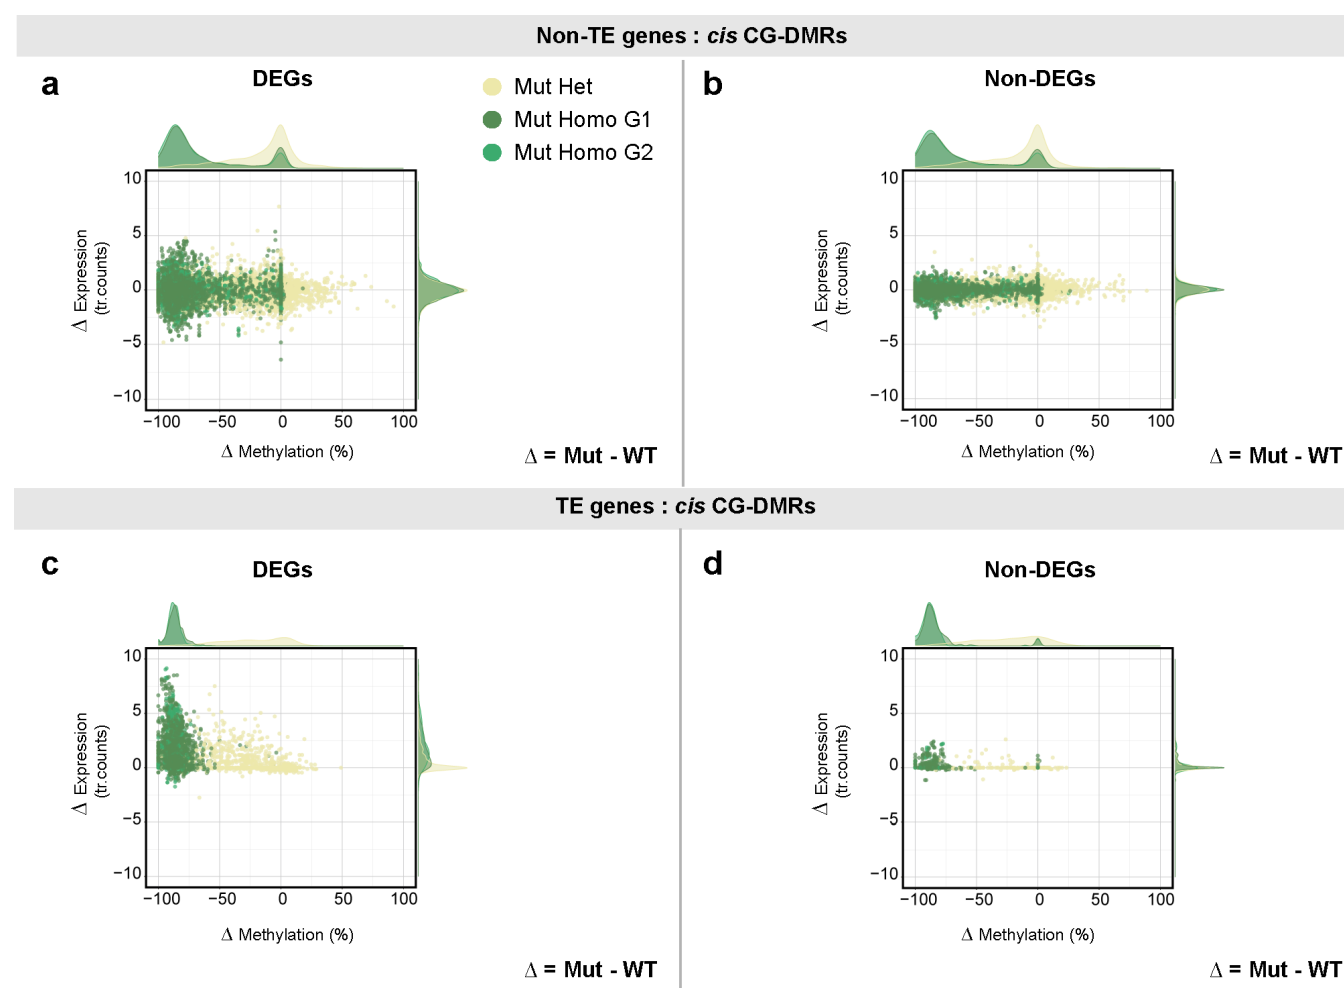 Non-TE genes : cis CG-DMRs
a
DEGs
Mut Het
Mut Homo G1
Mut Homo G2
10
5
0
−5
−10
Δ Expression
(tr.counts)
−100 −50 0 50 100
Δ Methylation (%)
Δ = Mut - WT
b
Non-DEGs
10
5
0
−5
−10
Δ Expression
(tr.counts)
−100 −50 0 50 100
Δ Methylation (%)
Δ = Mut - WT
TE genes : cis CG-DMRs
c
DEGs
10
5
0
−5
−10
Δ Expression
(tr.counts)
−100 −50 0 50 100
Δ Methylation (%)
Δ = Mut - WT
d
Non-DEGs
10
5
0
−5
−10
Δ Expression
(tr.counts)
−100 −50 0 50 100
Δ Methylation (%)
Δ = Mut - WT